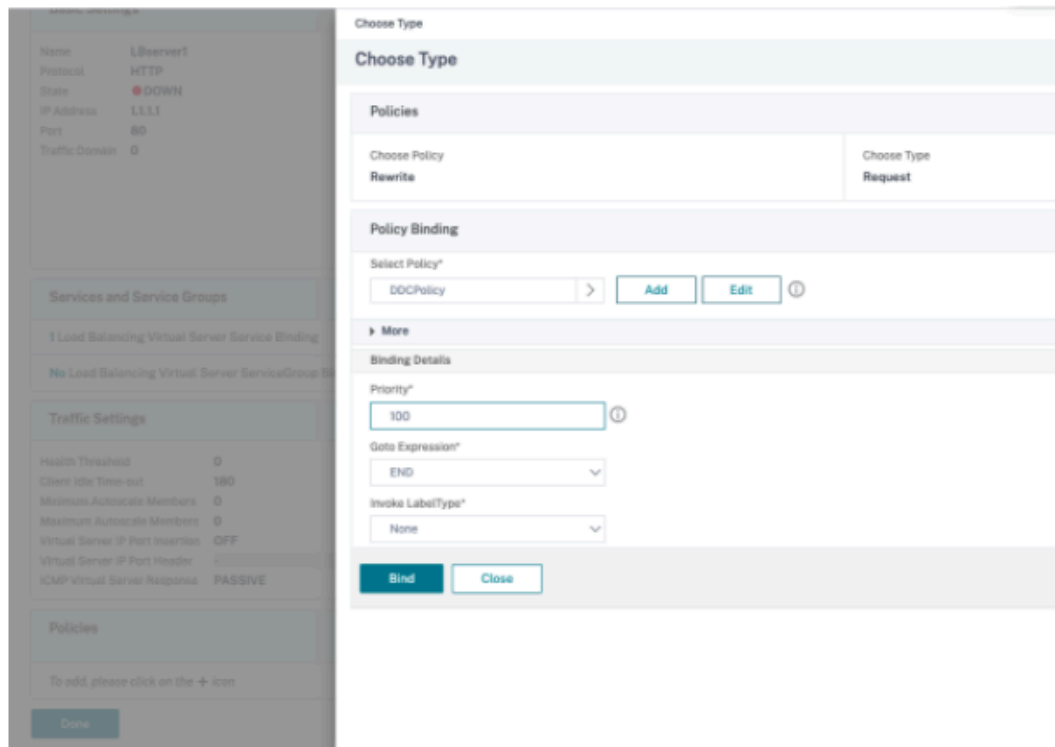 Basic Settings
Name LBserver1
Protocol HTTP
State DOWN
IP Address 1.1.1.1
Port 80
Traffic Domain 0
Services and Service Groups
1 Load Balancing Virtual Server Service Binding
No Load Balancing Virtual Server ServiceGroup Bi
Traffic Settings
Health Threshold 0
Client Idle Time-out 180
Minimum Autoscale Members 0
Maximum Autoscale Members 0
Virtual Server IP Port Insertion OFF
Virtual Server IP Port Header -
ICMP Virtual Server Response PASSIVE
Policies
To add, please click on the + icon
Done
Choose Type
Choose Type
Policies
Choose Policy Choose Type
Rewrite Request
Policy Binding
Select Policy*
DDCPolicy > Add Edit
More
Binding Details
Priority*
100
Goto Expression*
END
Invoke LabelType*
None
Bind Close